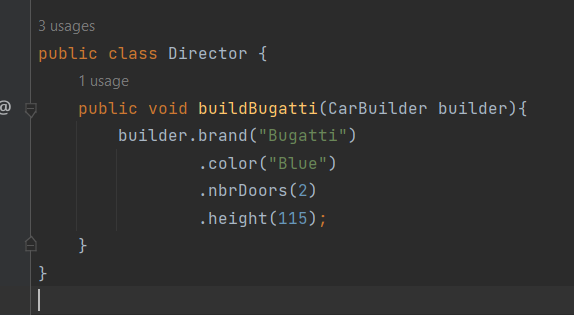 3 usages
public class Director {
1 usage
@
public void buildBugatti(CarBuilder builder){
builder.brand("Bugatti")
.color("Blue")
.nbrDoors(2)
.height(115);
}
}